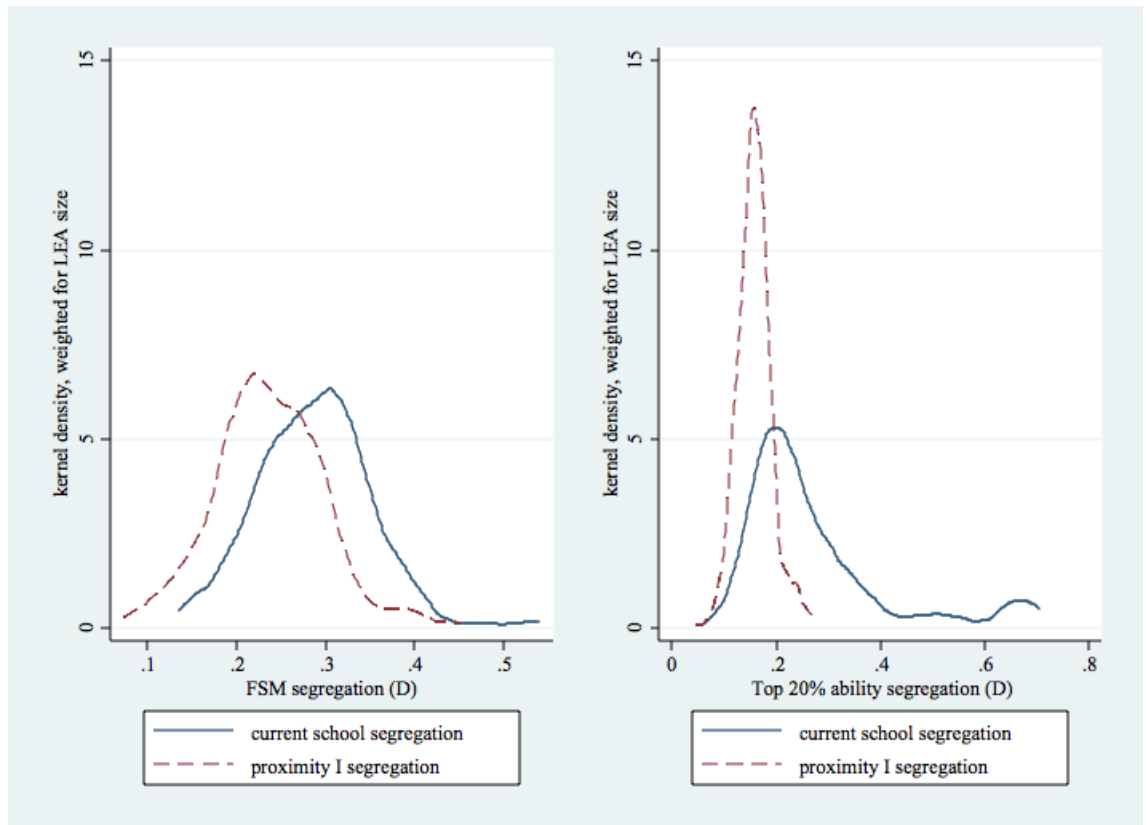 kernel density, weighted for LEA size
15
10
5
0
.1 .2 .3 .4 .5
FSM segregation (D)
current school segregation
proximity I segregation
kernel density, weighted for LEA size
15
10
5
0
0 .2 .4 .6 .8
Top 20% ability segregation (D)
current school segregation
proximity I segregation